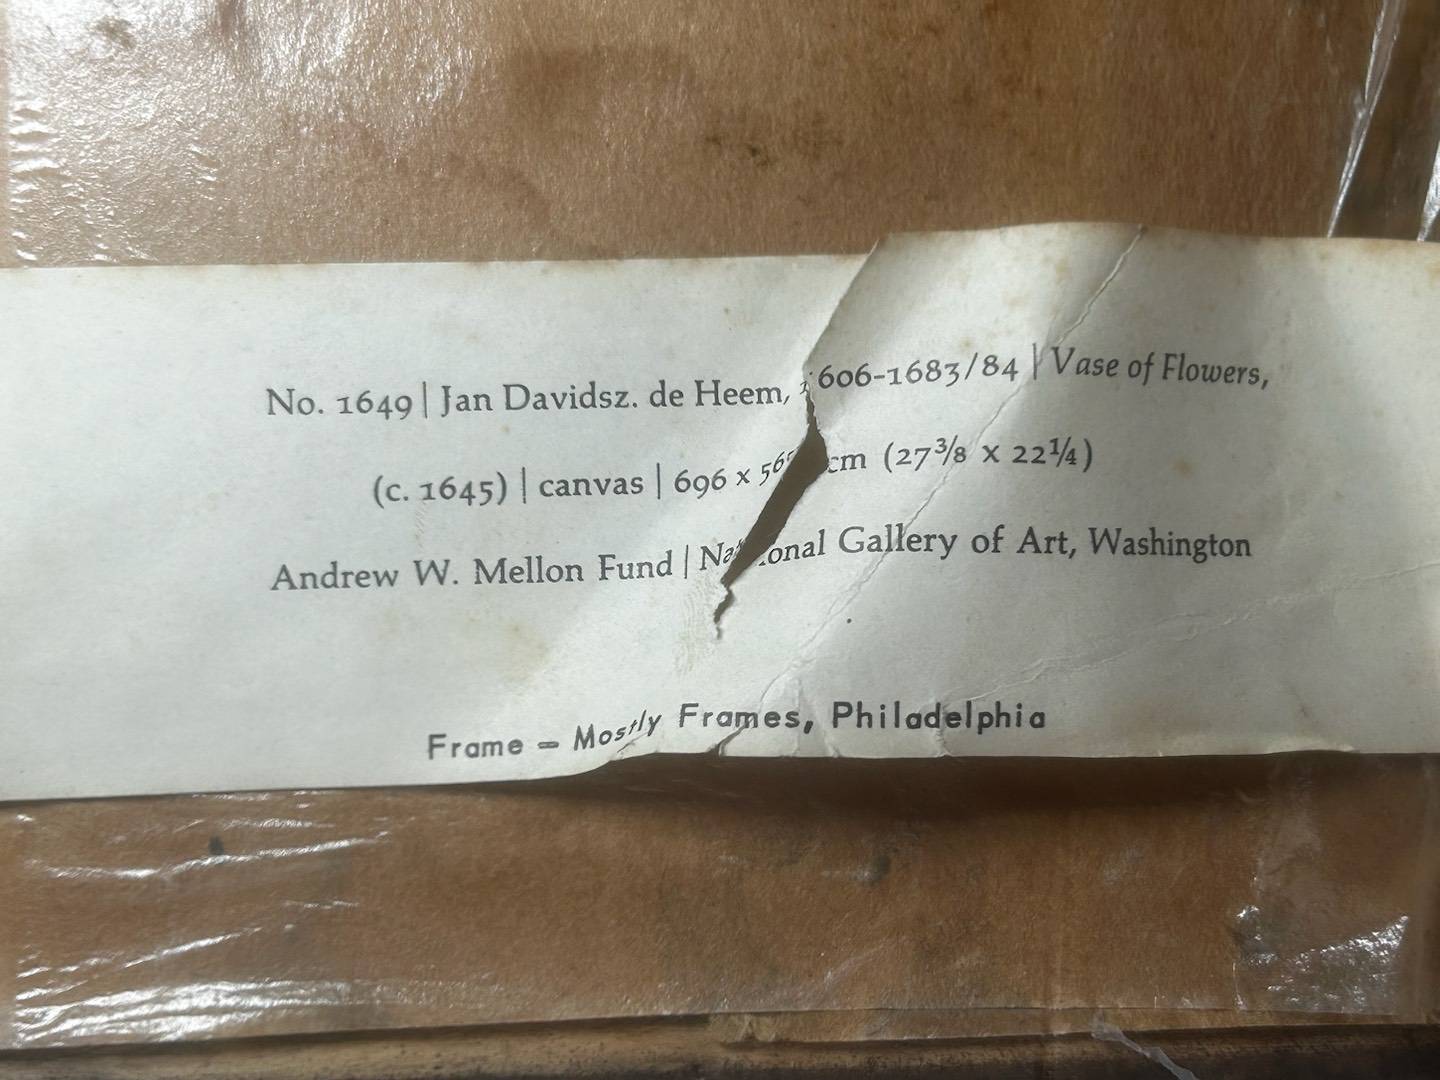 No. 1649 | Jan Davidsz. de Heem, 1606-1683/84 | Vase of Flowers,
(c. 1645) | canvas | 696 x cm (27⅜ x 22¼)
Andrew W. Mellon Fund | National Gallery of Art, Washington
Frame – Mostly Frames, Philadelphia